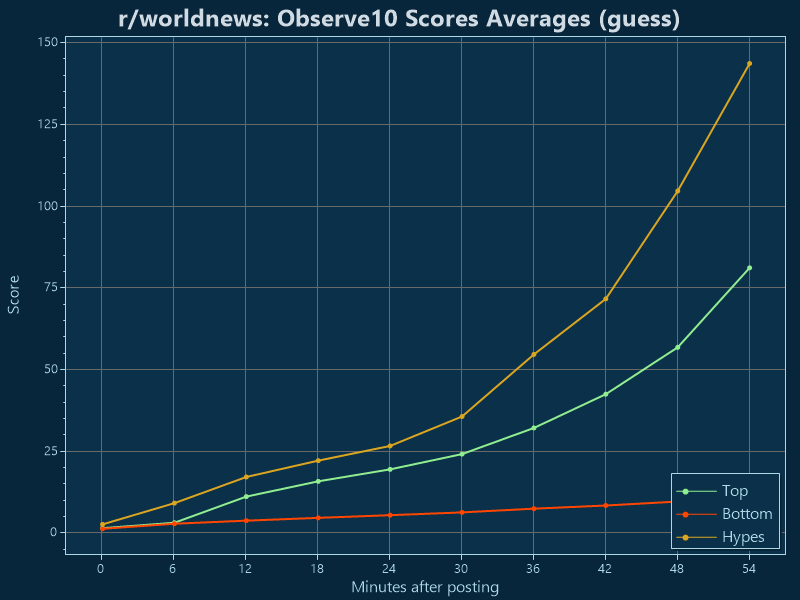 r/worldnews: Observe10 Scores Averages (guess)
150
125
100
75
50
25
0
Score
0 6 12 18 24 30 36 42 48 54
Minutes after posting
Top
Bottom
Hypes